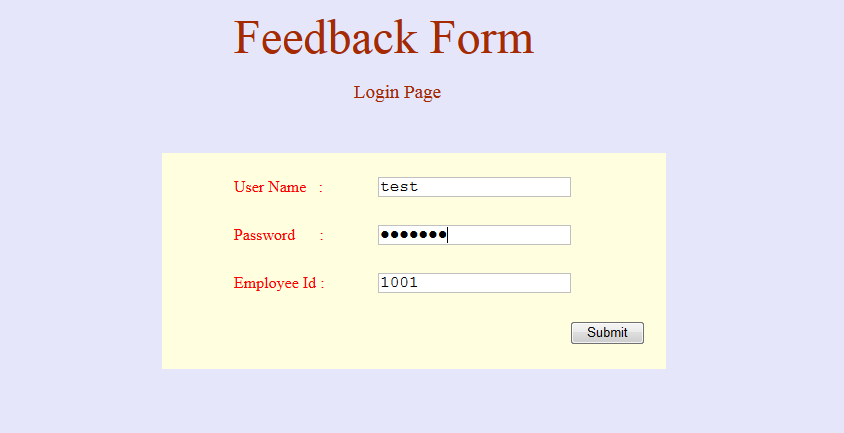 Feedback Form
Login Page
User Name : test
Password : ●●●●●●●
Employee Id : 1001
Submit